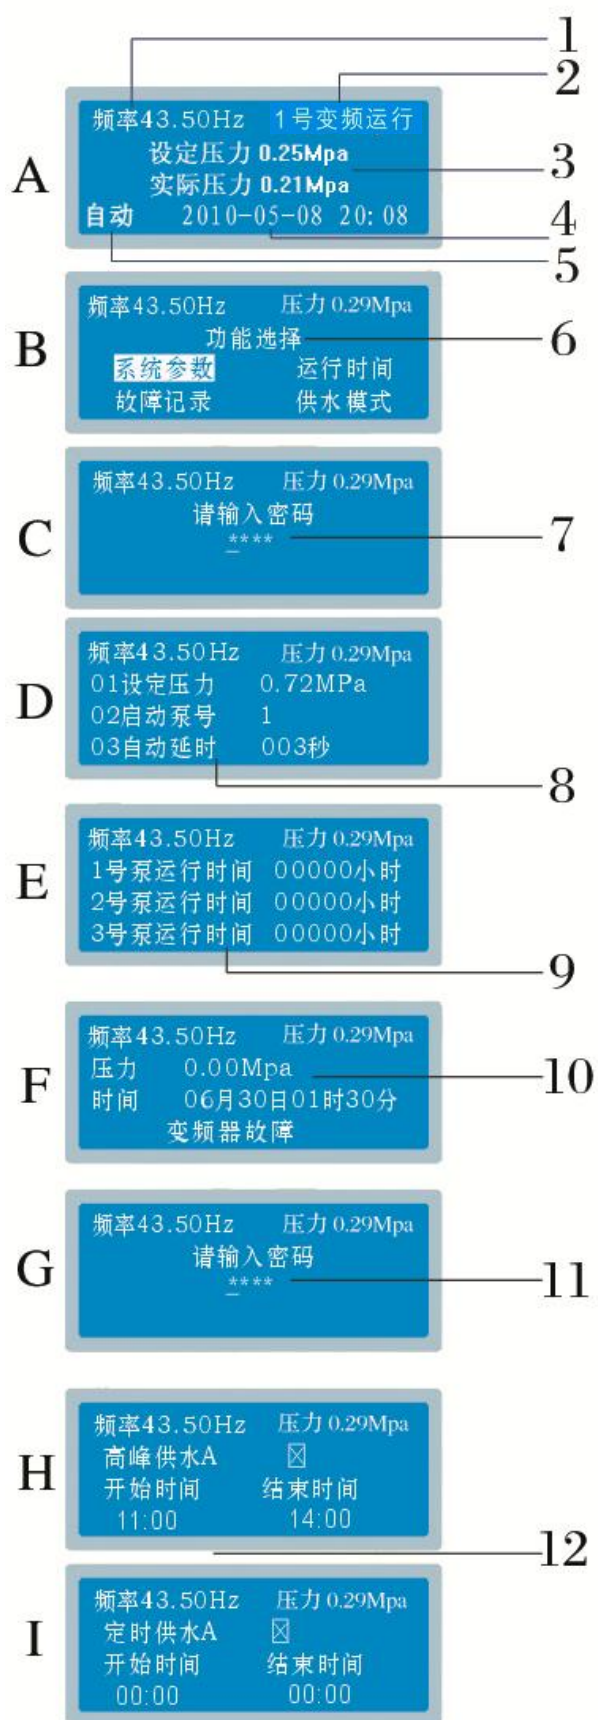 1
2
频率43.50Hz 1号变频运行
设定压力 0.25Mpa
A 3
实际压力 0.21Mpa
自动 2010-05-08 20:08 4
5
频率43.50Hz 压力 0.29Mpa
B 功能选择 6
系统参数 运行时间
故障记录 供水模式
频率43.50Hz 压力 0.29Mpa
请输入密码
C **** 7
频率43.50Hz 压力 0.29Mpa
01设定压力 0.72MPa
D 02启动泵号 1
03自动延时 003秒
8
频率43.50Hz 压力 0.29Mpa
E 1号泵运行时间 00000小时
2号泵运行时间 00000小时
3号泵运行时间 00000小时
9
频率43.50Hz 压力 0.29Mpa
F 压力 0.00Mpa 10
时间 06月30日01时30分
变频器故障
频率43.50Hz 压力 0.29Mpa
请输入密码
G **** 11
频率43.50Hz 压力 0.29Mpa
高峰供水A ☒
H 开始时间 结束时间
11:00 14:00
12
频率43.50Hz 压力 0.29Mpa
I 定时供水A ☒
开始时间 结束时间
00:00 00:00